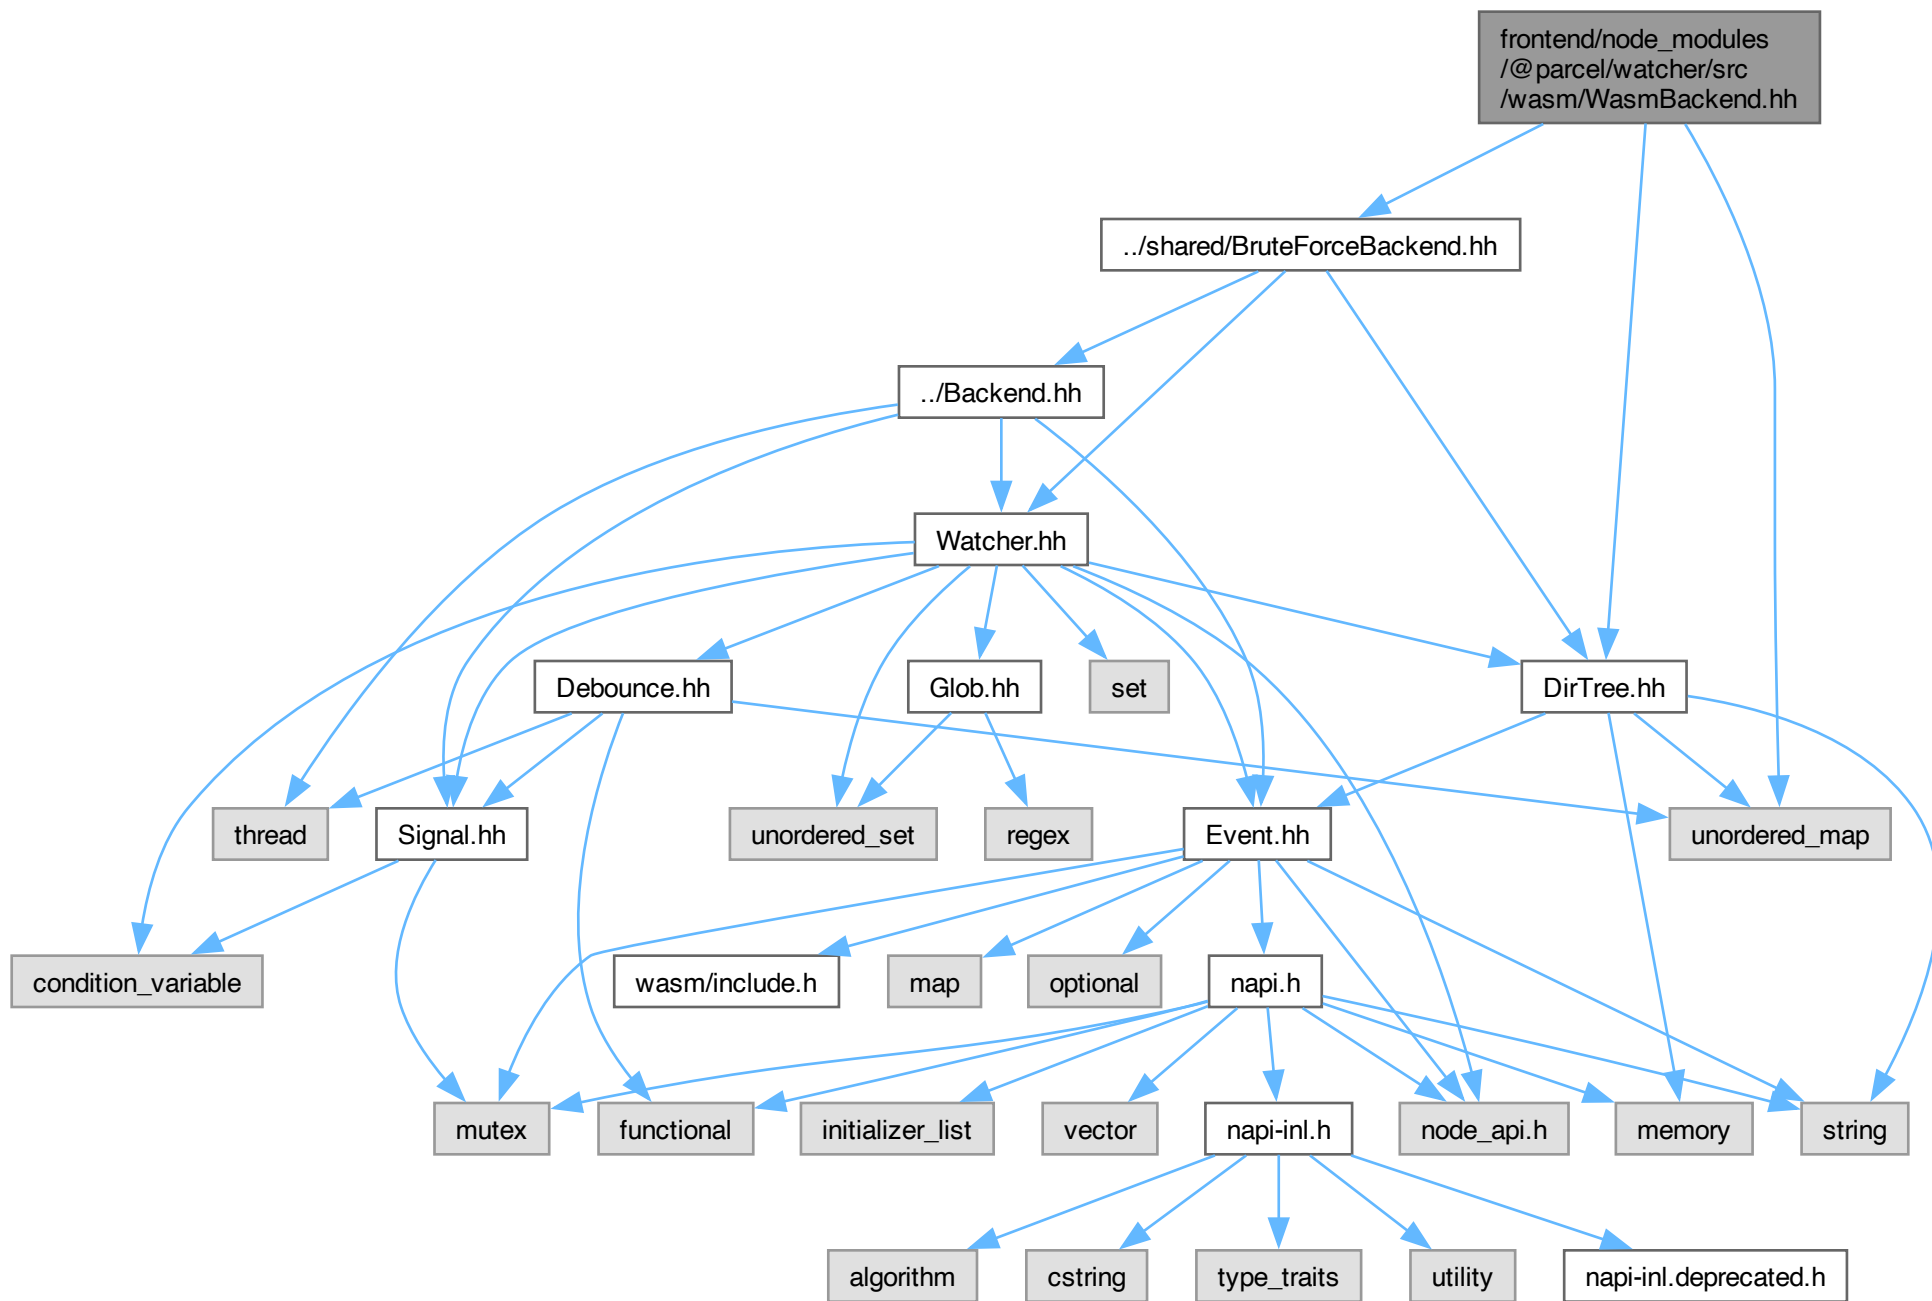 frontend/node_modules
/@parcel/watcher/src
/wasm/WasmBackend.hh
../shared/BruteForceBackend.hh
../Backend.hh
Watcher.hh
Debounce.hh
Glob.hh
set
DirTree.hh
thread
Signal.hh
unordered_set
regex
Event.hh
unordered_map
condition_variable
wasm/include.h
map
optional
napi.h
mutex
functional
initializer_list
vector
napi-inl.h
node_api.h
memory
string
algorithm
cstring
type_traits
utility
napi-inl.deprecated.h